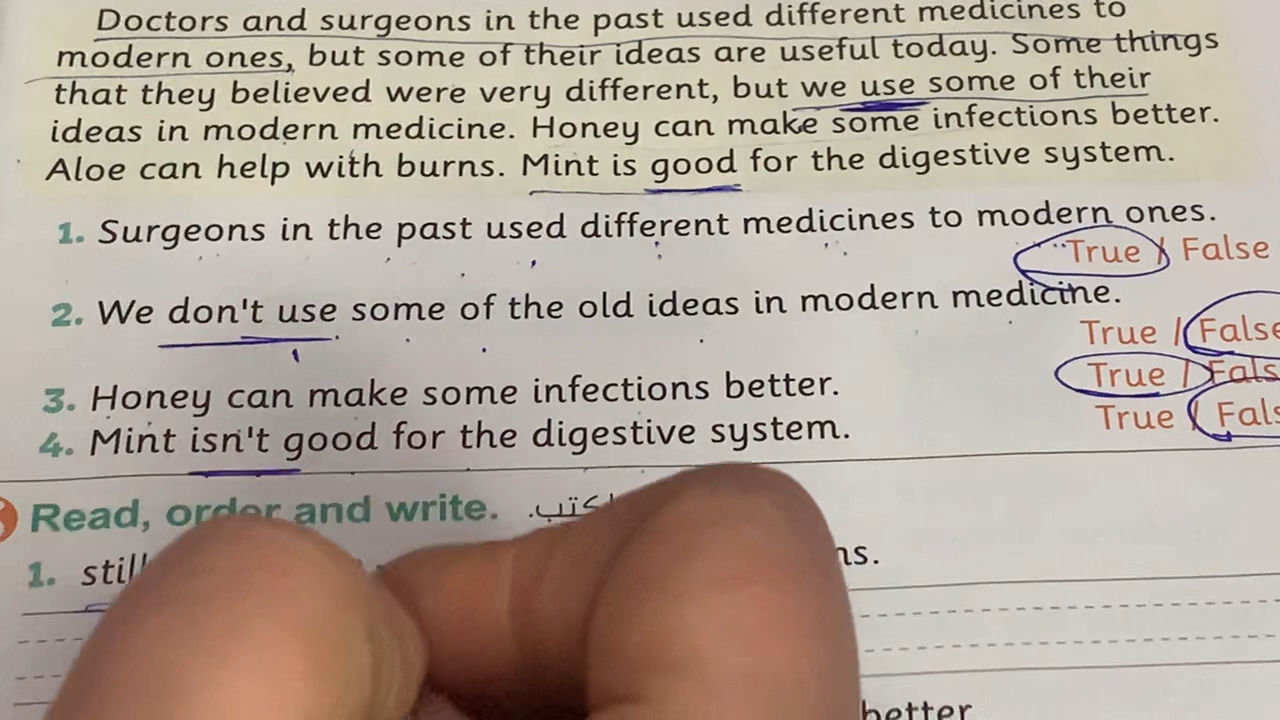 Doctors and surgeons in the past used different medicines to
modern ones, but some of their ideas are useful today. Some things
that they believed were very different, but we use some of their
ideas in modern medicine. Honey can make some infections better.
Aloe can help with burns. Mint is good for the digestive system.
1. Surgeons in the past used different medicines to modern ones.
True / False
2. We don't use some of the old ideas in modern medicine.
True / False
3. Honey can make some infections better.
True / Fals
4. Mint isn't good for the digestive system.
True / Fals
Read, order and write.
1. still
better